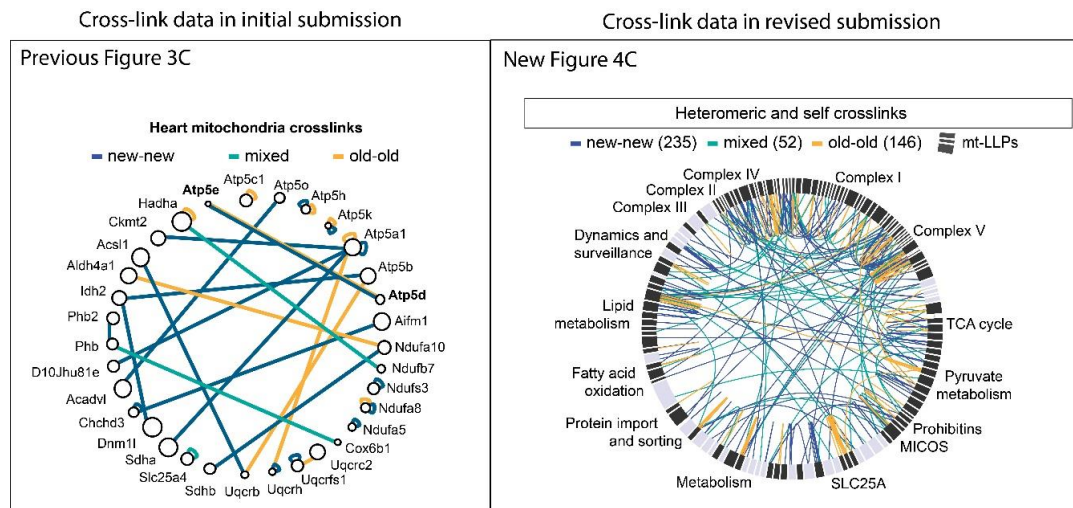 Cross-link data in initial submission
Cross-link data in revised submission
Previous Figure 3C
Heart mitochondria crosslinks
new-new mixed old-old
Atp5e
Atp5c1
Atp5o
Atp5h
Atp5k
Atp5a1
Atp5b
Atp5d
Aifm1
Ndufa10
Ndufb7
Ndufs3
Ndufa8
Ndufa5
Cox6b1
Uqcrc2
Uqcrfs1
Uqcrh
Uqcrb
Sdhb
Slc25a4
Sdha
Dnm1l
Chchd3
Acadvl
D10Jhu81e
Phb
Phb2
Idh2
Aldh4a1
Acsl1
Ckmt2
Hadha
New Figure 4C
Heteromeric and self crosslinks
new-new (235) mixed (52) old-old (146) mt-LLPs
Complex IV
Complex I
Complex II
Complex III
Complex V
Dynamics and
surveillance
Lipid
metabolism
TCA cycle
Fatty acid
oxidation
Pyruvate
metabolism
Protein import
and sorting
Prohibitins
MICOS
Metabolism
SLC25A